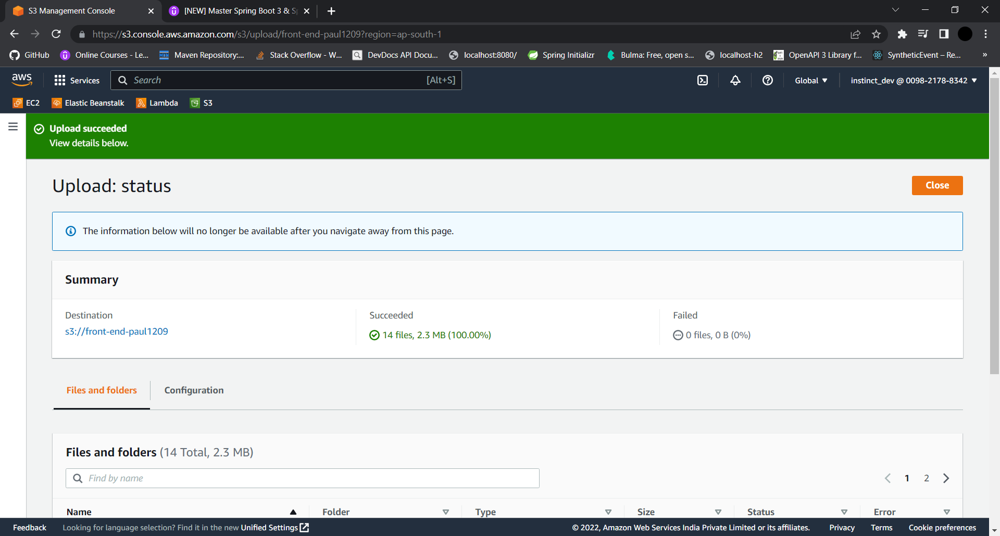 S3 Management Console
[NEW] Master Spring Boot 3 & Sp
https://s3.console.aws.amazon.com/s3/upload/front-end-paul1209?region=ap-south-1
GitHub Online Courses - Le... Maven Repository:... Stack Overflow - W... DevDocs API Docu... localhost:8080/ Spring Initializr Bulma: Free, open s... localhost-h2 OpenAPI 3 Library f... SyntheticEvent – Re... »
aws Services Search [Alt+S] Global instinct_dev @ 0098-2178-8342
EC2 Elastic Beanstalk Lambda S3
Upload succeeded
View details below.
Upload: status
Close
The information below will no longer be available after you navigate away from this page.
Summary
Destination
s3://front-end-paul1209
Succeeded
14 files, 2.3 MB (100.00%)
Failed
0 files, 0 B (0%)
Files and folders
Configuration
Files and folders (14 Total, 2.3 MB)
Find by name
1 2
Name Folder Type Size Status Error
Feedback Looking for language selection? Find it in the new Unified Settings © 2022, Amazon Web Services India Private Limited or its affiliates. Privacy Terms Cookie preferences